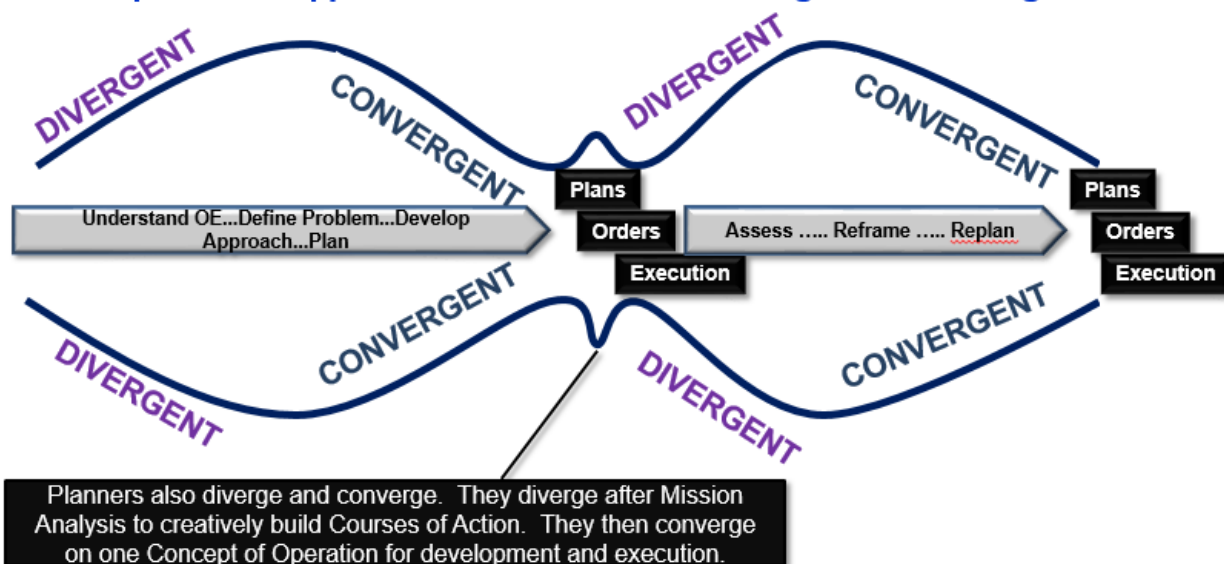 DIVERGENT
CONVERGENT
DIVERGENT
CONVERGENT
Understand OE...Define Problem...Develop
Approach...Plan
Plans
Orders
Execution
Assess ..... Reframe ..... Replan
Plans
Orders
Execution
DIVERGENT
CONVERGENT
DIVERGENT
CONVERGENT
Planners also diverge and converge.  They diverge after Mission
Analysis to creatively build Courses of Action.  They then converge
on one Concept of Operation for development and execution.